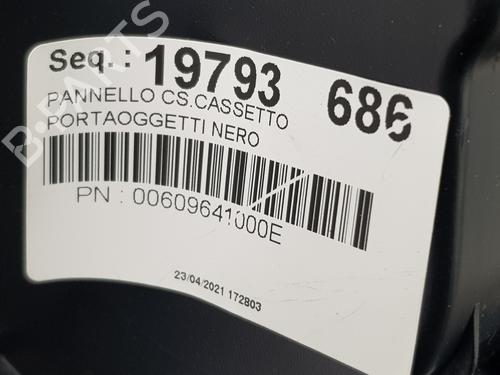 Seq. : 19793 686
PANNELLO CS.CASSETTO
PORTAOGGETTI NERO
PN : 00609641000E
23/04/2021 172803
B-PARTS